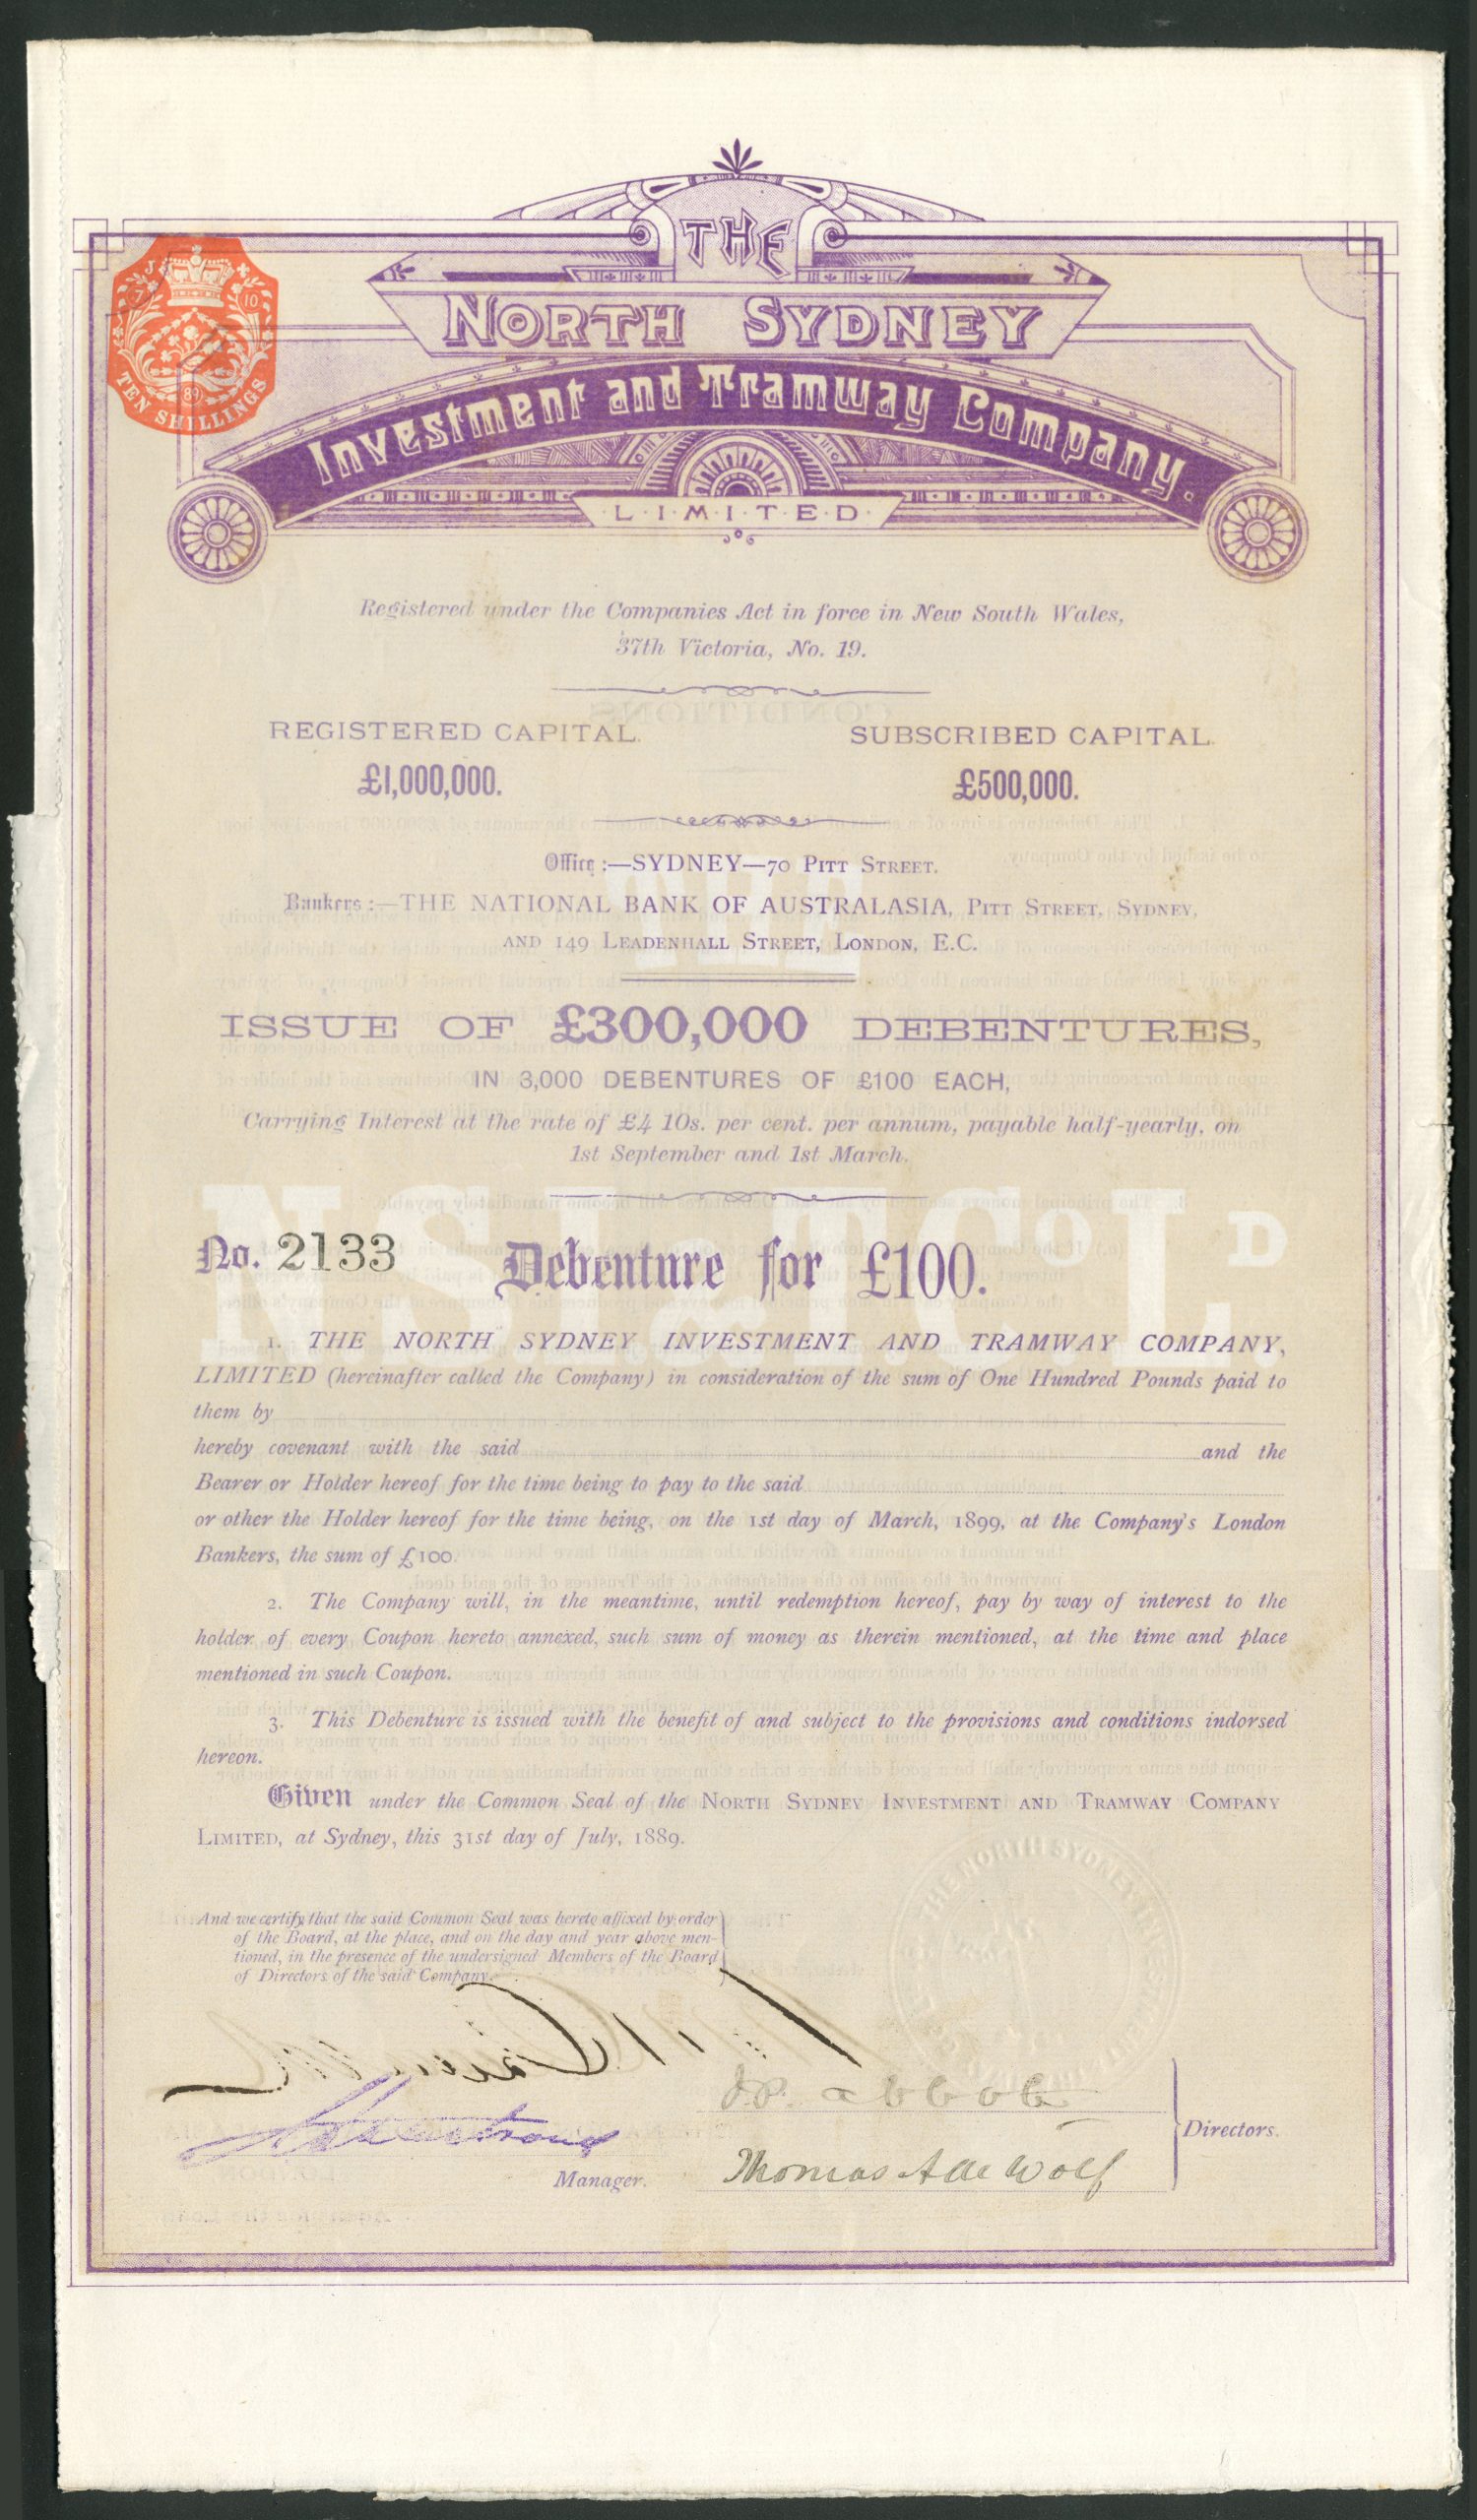 THE
NORTH SYDNEY
Investment and Tramway Company.
L·I·M·I·T·E·D
J
7
10
89
TEN SHILLINGS
Registered under the Companies Act in force in New South Wales,
37th Victoria, No. 19.
REGISTERED CAPITAL. SUBSCRIBED CAPITAL.
£1,000,000. £500,000.
Office:—SYDNEY—70 PITT STREET.
Bankers:—THE NATIONAL BANK OF AUSTRALASIA, PITT STREET, SYDNEY,
AND 149 LEADENHALL STREET, LONDON, E.C.
ISSUE OF £300,000 DEBENTURES,
IN 3,000 DEBENTURES OF £100 EACH,
Carrying Interest at the rate of £4 10s. per cent. per annum, payable half-yearly, on
1st September and 1st March.
No. 2133 Debenture for £100.
1. THE NORTH SYDNEY INVESTMENT AND TRAMWAY COMPANY,
LIMITED (hereinafter called the Company) in consideration of the sum of One Hundred Pounds paid to
them by
hereby covenant with the said and the
Bearer or Holder hereof for the time being to pay to the said
or other the Holder hereof for the time being, on the 1st day of March, 1899, at the Company's London
Bankers, the sum of £100.
2. The Company will, in the meantime, until redemption hereof, pay by way of interest to the
holder of every Coupon hereto annexed, such sum of money as therein mentioned, at the time and place
mentioned in such Coupon.
3. This Debenture is issued with the benefit of and subject to the provisions and conditions indorsed
hereon.
Given under the Common Seal of the NORTH SYDNEY INVESTMENT AND TRAMWAY COMPANY
LIMITED, at Sydney, this 31st day of July, 1889.
And we certify that the said Common Seal was hereto affixed by order
of the Board, at the place, and on the day and year above men-
tioned, in the presence of the undersigned Members of the Board
of Directors of the said Company.
THE NORTH SYDNEY
J.P. Abbott
Directors.
Thomas A De Wolf
Manager.